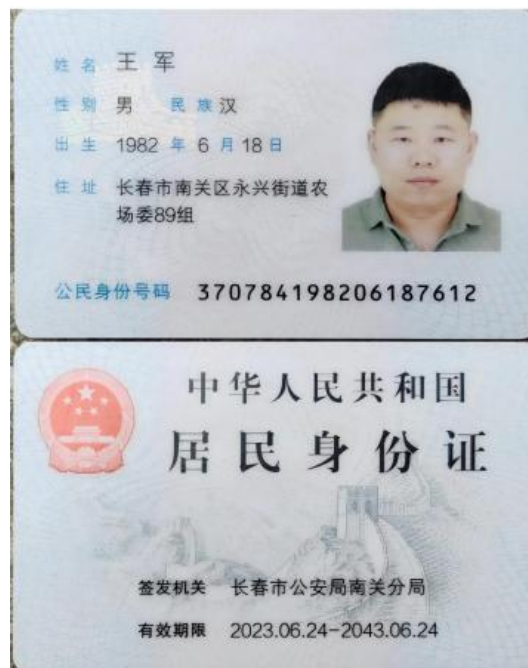 姓名 王军
性别 男 民族 汉
出生 1982 年 6 月 18 日
住址 长春市南关区永兴街道农
场委89组
公民身份号码 370784198206187612
中华人民共和国
居民身份证
签发机关 长春市公安局南关分局
有效期限 2023.06.24-2043.06.24